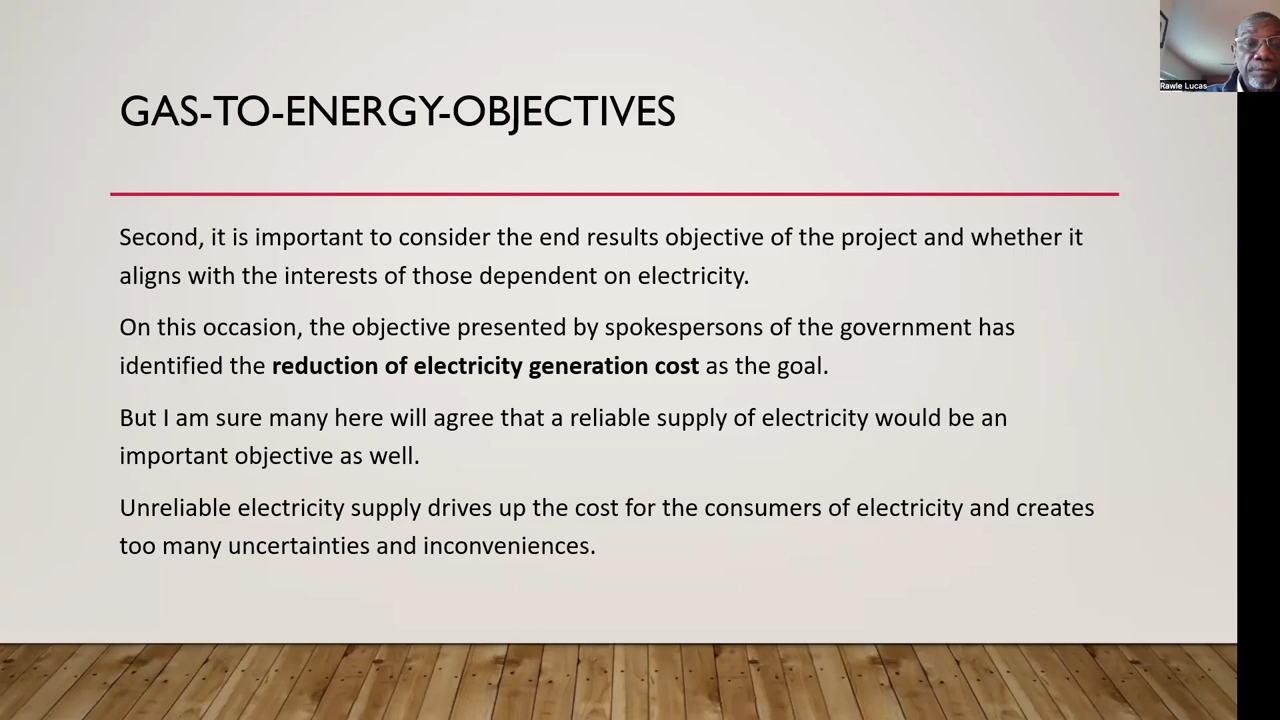 Rawle Lucas
GAS-TO-ENERGY-OBJECTIVES
Second, it is important to consider the end results objective of the project and whether it
aligns with the interests of those dependent on electricity.
On this occasion, the objective presented by spokespersons of the government has
identified the reduction of electricity generation cost as the goal.
But I am sure many here will agree that a reliable supply of electricity would be an
important objective as well.
Unreliable electricity supply drives up the cost for the consumers of electricity and creates
too many uncertainties and inconveniences.